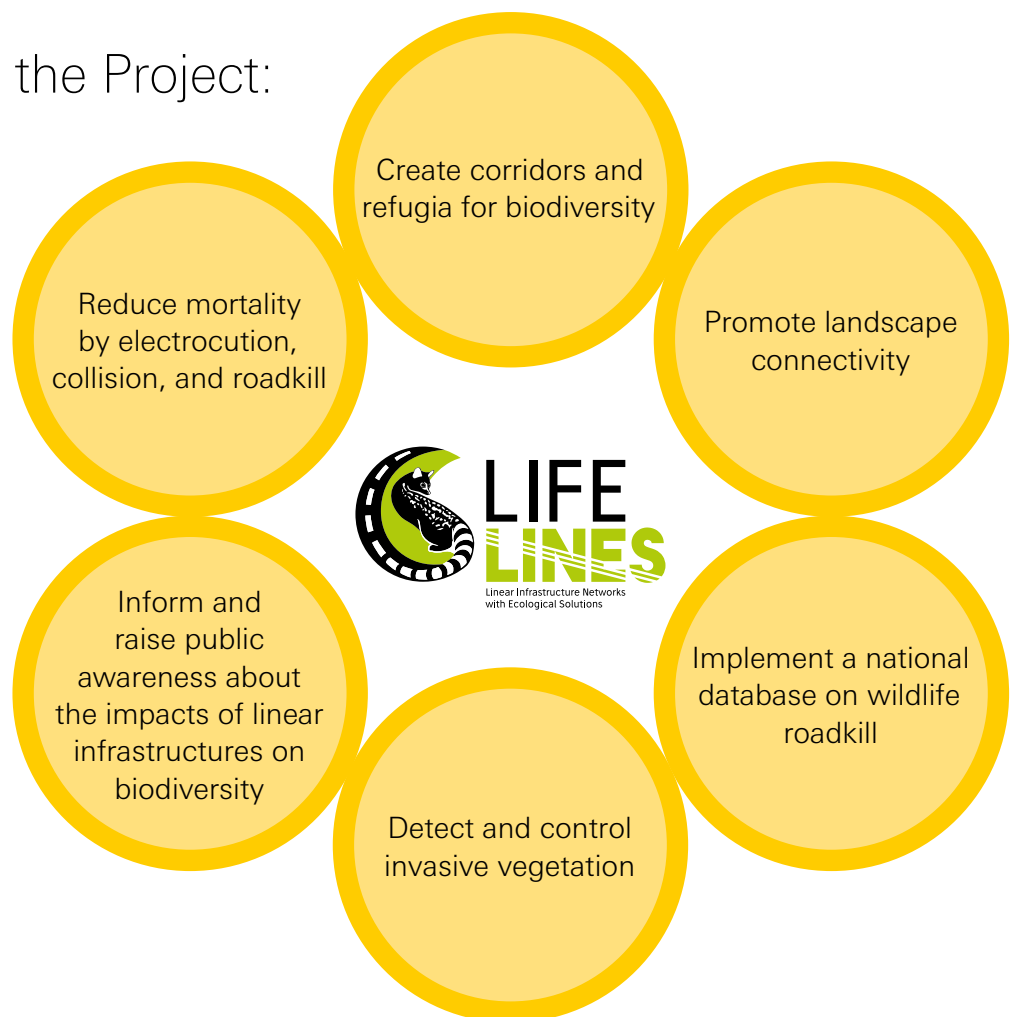 the Project:
Create corridors and
refugia for biodiversity
Reduce mortality
by electrocution,
collision, and roadkill
Promote landscape
connectivity
LIFE
LINES
Linear Infrastructure Networks
with Ecological Solutions
Inform and
raise public
awareness about
the impacts of linear
infrastructures on
biodiversity
Implement a national
database on wildlife
roadkill
Detect and control
invasive vegetation